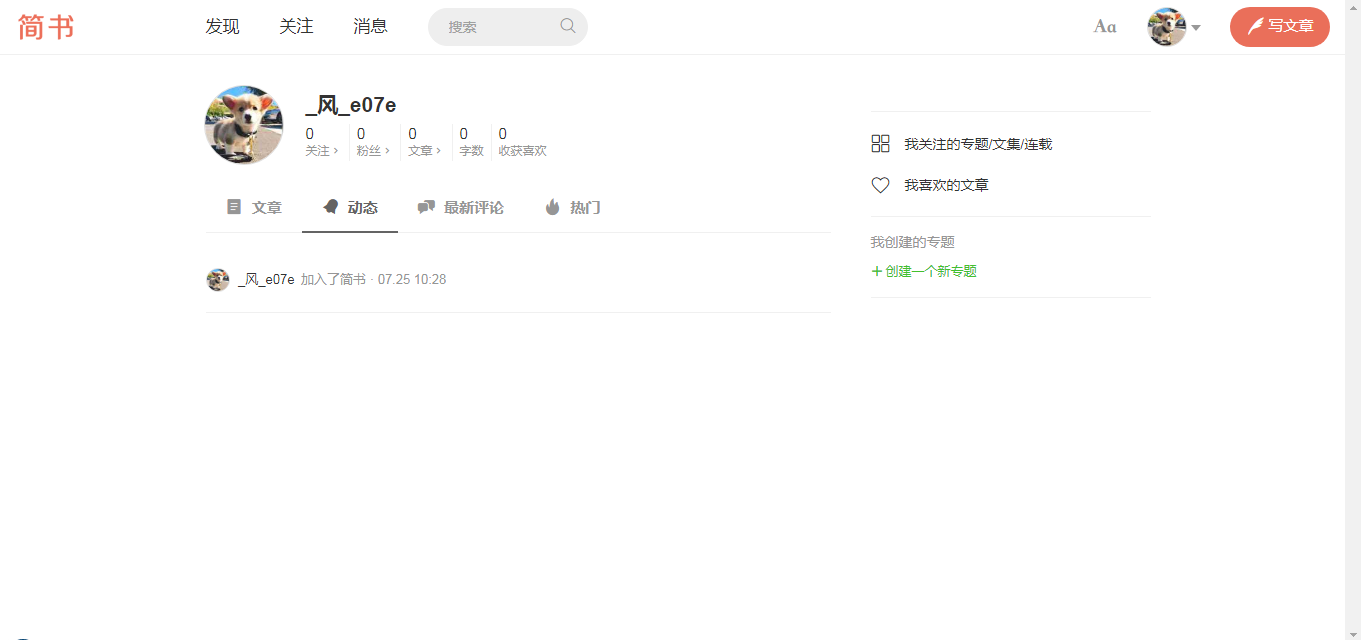 简书 发现 关注 消息 搜索 Aa 写文章
_风_e07e
0 0 0 0 0
关注 粉丝 文章 字数 收获喜欢
文章 动态 最新评论 热门
_风_e07e 加入了简书 · 07.25 10:28
我关注的专题/文集/连载
我喜欢的文章
我创建的专题
+ 创建一个新专题